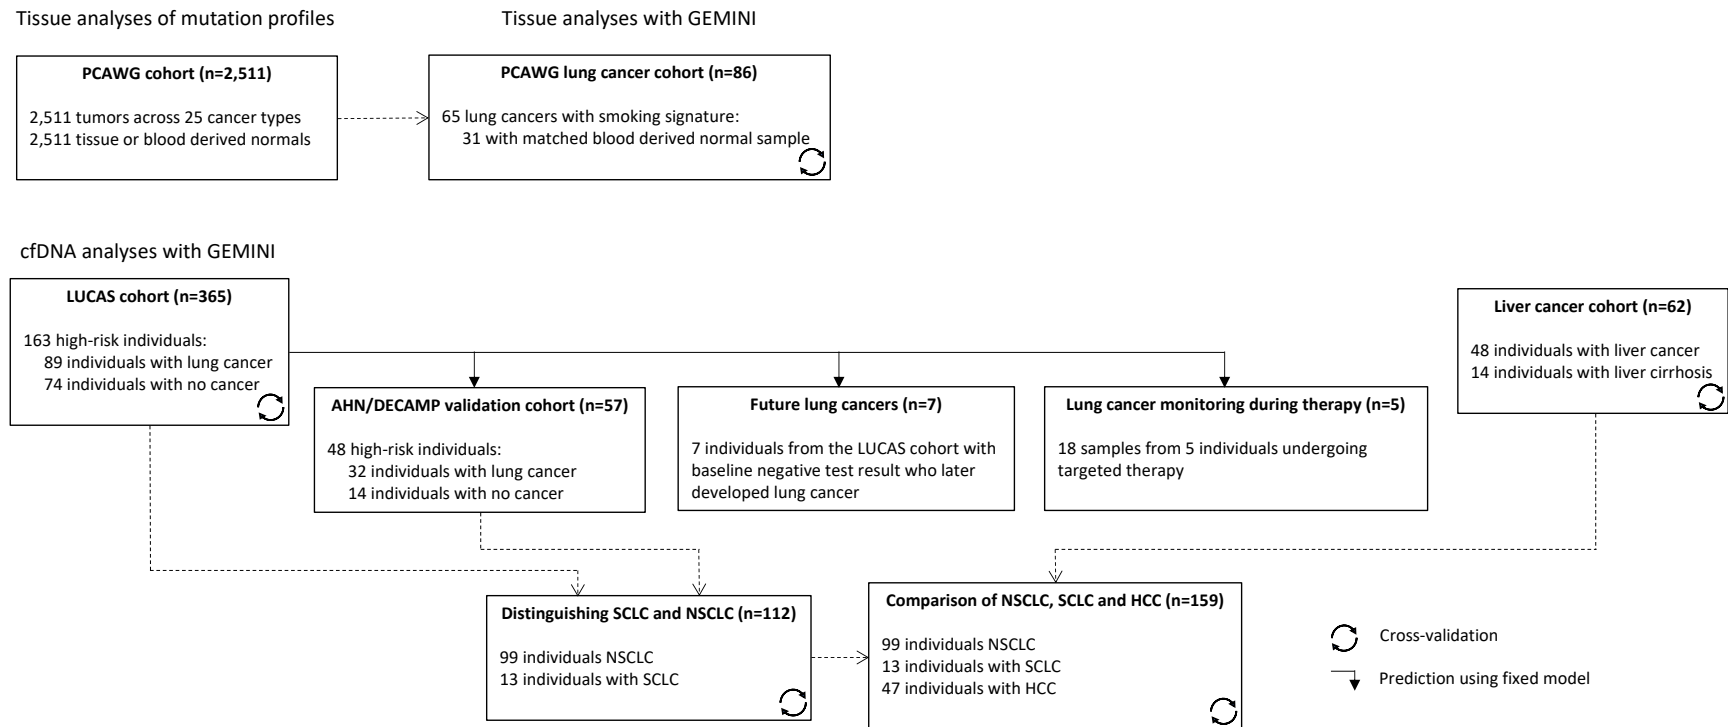 Tissue analyses of mutation profiles
Tissue analyses with GEMINI
PCAWG cohort (n=2,511)
2,511 tumors across 25 cancer types
2,511 tissue or blood derived normals
PCAWG lung cancer cohort (n=86)
65 lung cancers with smoking signature:
31 with matched blood derived normal sample
cfDNA analyses with GEMINI
LUCAS cohort (n=365)
163 high-risk individuals:
89 individuals with lung cancer
74 individuals with no cancer
Liver cancer cohort (n=62)
48 individuals with liver cancer
14 individuals with liver cirrhosis
AHN/DECAMP validation cohort (n=57)
48 high-risk individuals:
32 individuals with lung cancer
14 individuals with no cancer
Future lung cancers (n=7)
7 individuals from the LUCAS cohort with
baseline negative test result who later
developed lung cancer
Lung cancer monitoring during therapy (n=5)
18 samples from 5 individuals undergoing
targeted therapy
Distinguishing SCLC and NSCLC (n=112)
99 individuals NSCLC
13 individuals with SCLC
Comparison of NSCLC, SCLC and HCC (n=159)
99 individuals NSCLC
13 individuals with SCLC
47 individuals with HCC
Cross-validation
Prediction using fixed model